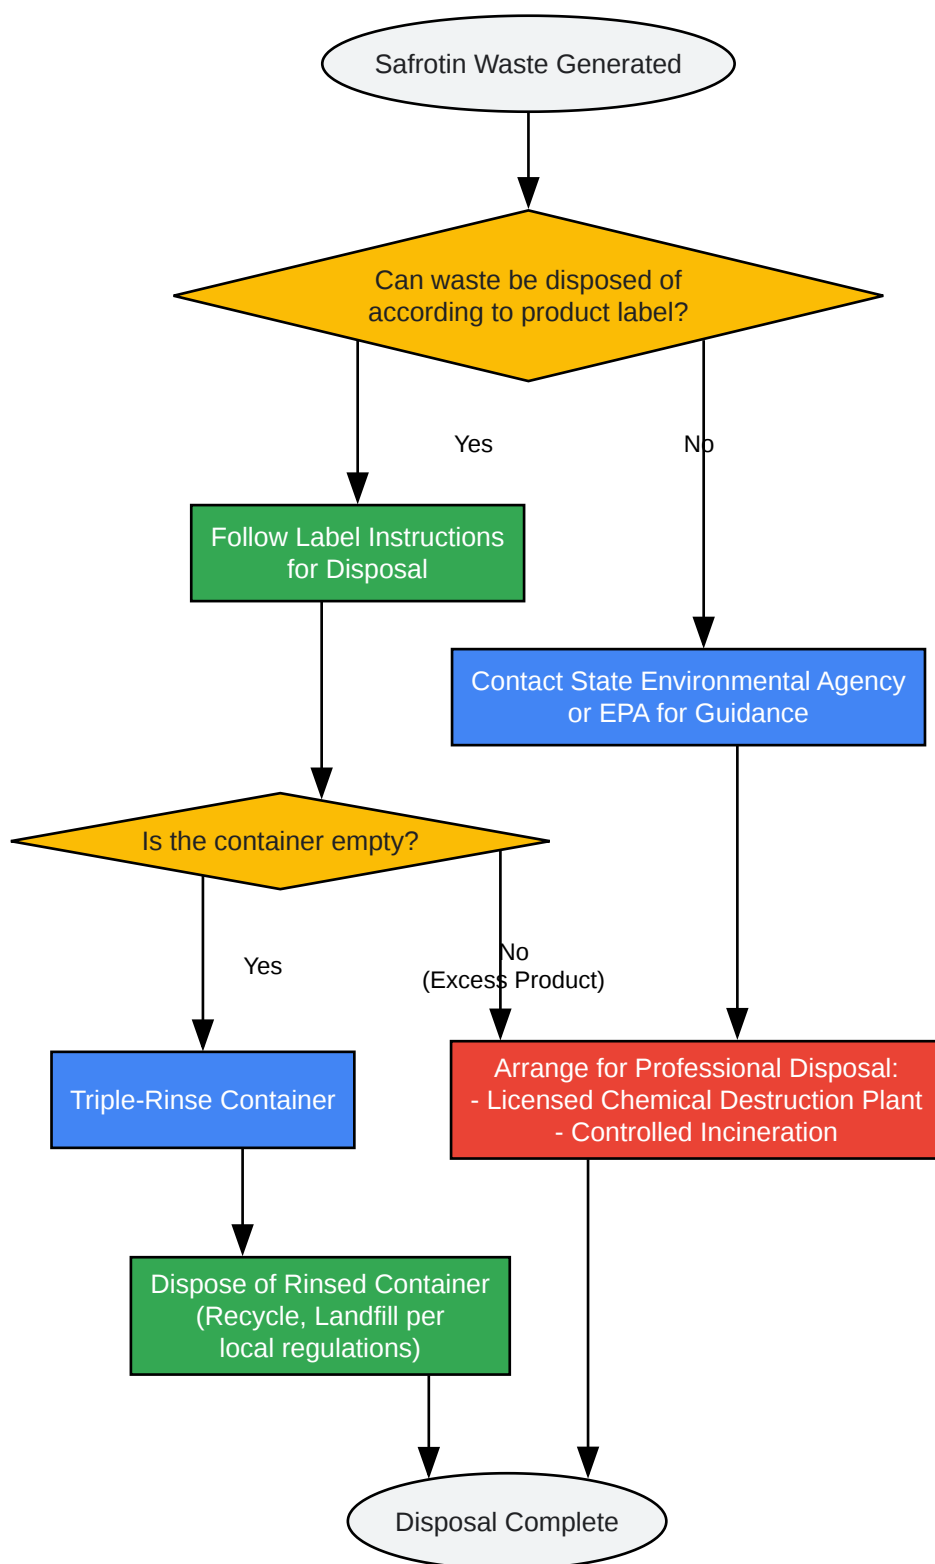 Safrotin Waste Generated
Can waste be disposed of
according to product label?
Yes
No
Follow Label Instructions
for Disposal
Contact State Environmental Agency
or EPA for Guidance
Is the container empty?
Yes
No
(Excess Product)
Triple-Rinse Container
Arrange for Professional Disposal:
- Licensed Chemical Destruction Plant
- Controlled Incineration
Dispose of Rinsed Container
(Recycle, Landfill per
local regulations)
Disposal Complete